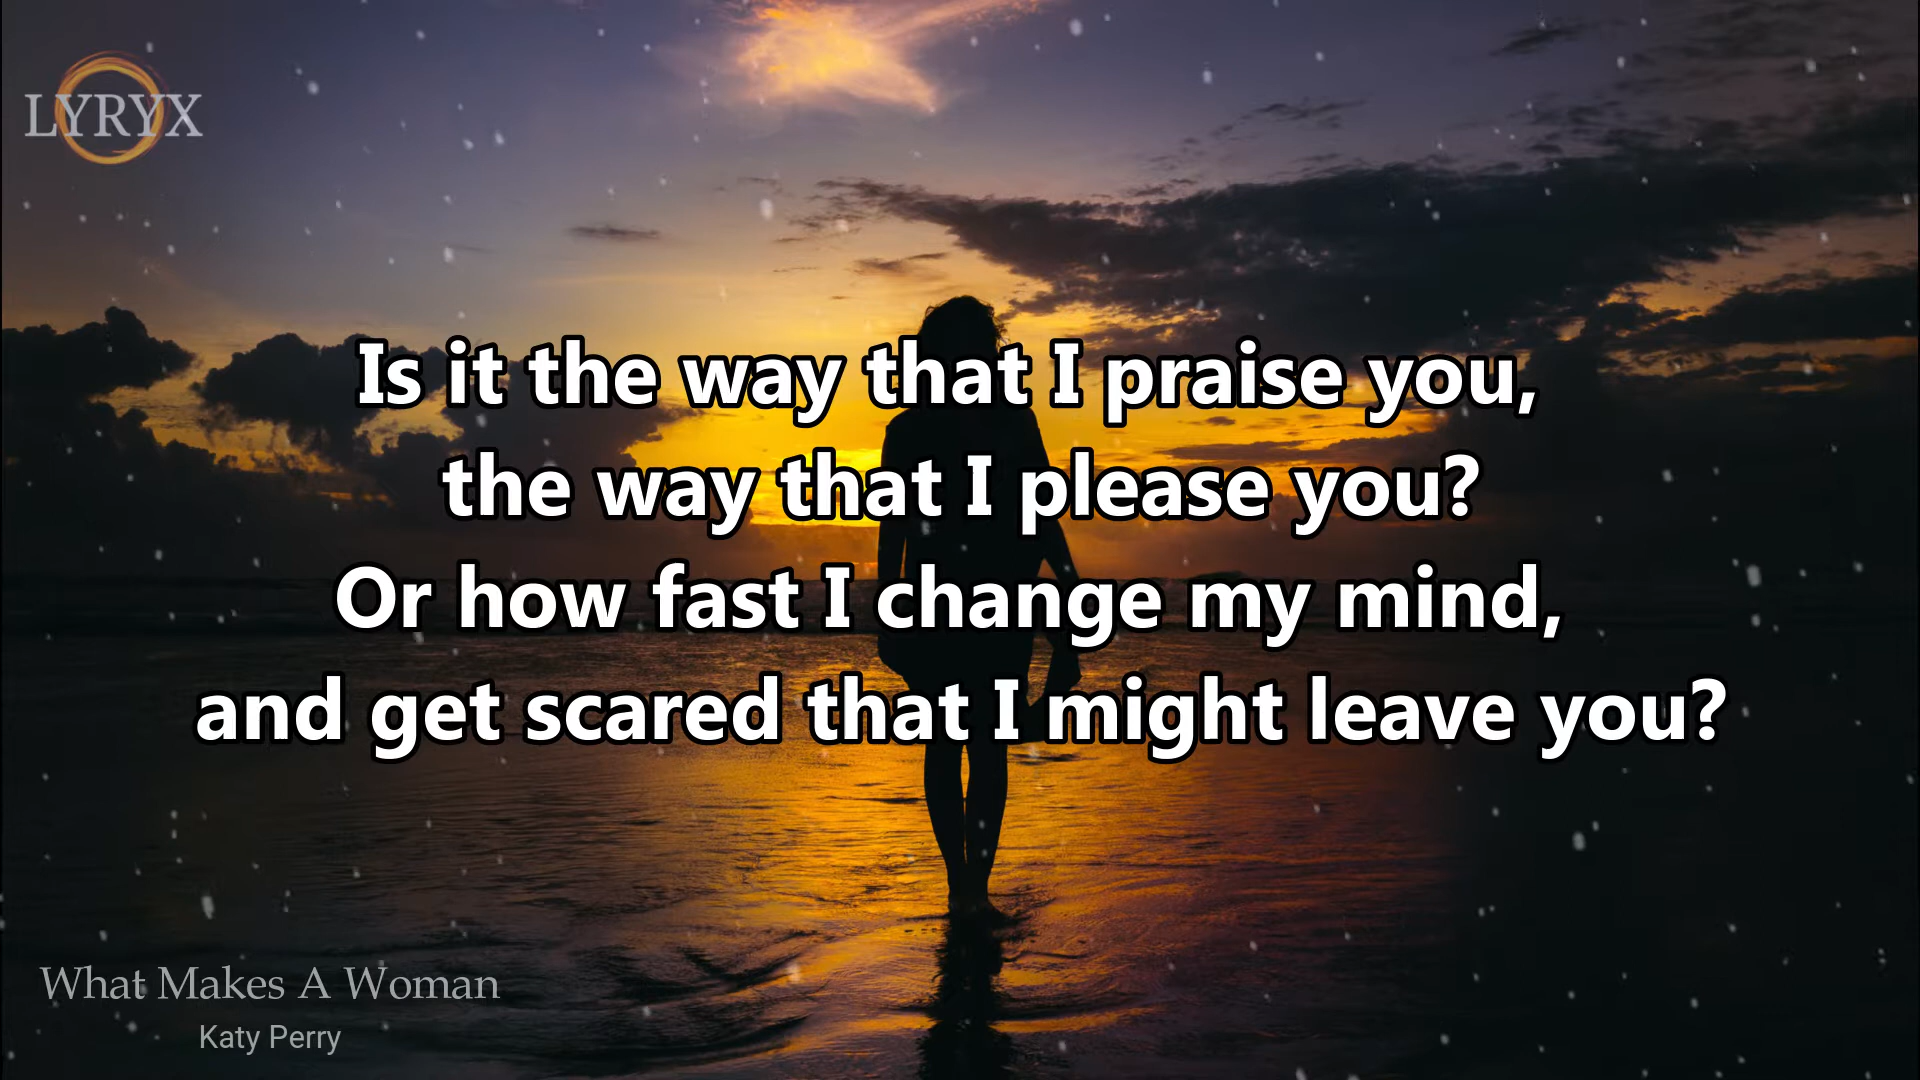 LYRYX
Is it the way that I praise you,
the way that I please you?
Or how fast I change my mind,
and get scared that I might leave you?
What Makes A Woman
Katy Perry